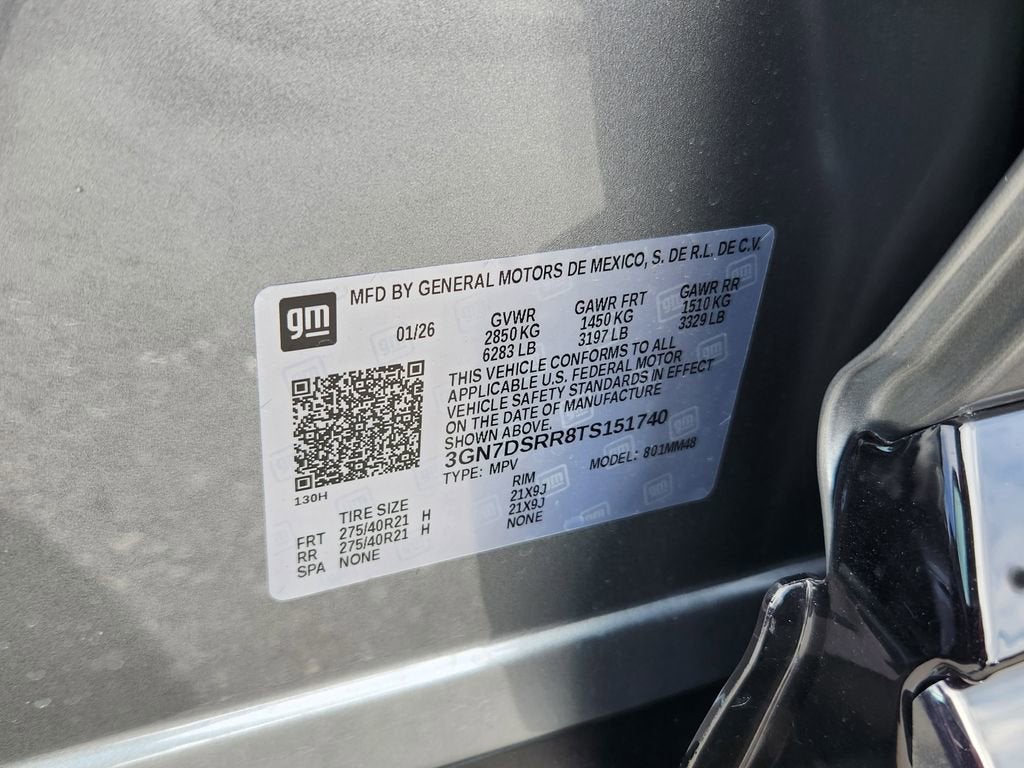 MFD BY GENERAL MOTORS DE MEXICO, S. DE R.L. DE C.V.
gm
01/26
GVWR GAWR FRT GAWR RR
2850 KG 1450 KG 1510 KG
6283 LB 3197 LB 3329 LB
THIS VEHICLE CONFORMS TO ALL
APPLICABLE U.S. FEDERAL MOTOR
VEHICLE SAFETY STANDARDS IN EFFECT
ON THE DATE OF MANUFACTURE
SHOWN ABOVE.
3GN7DSRR8TS151740
TYPE: MPV MODEL: 801MM48
130H
TIRE SIZE RIM
FRT 275/40R21 H 21X9J
RR 275/40R21 H 21X9J
SPA NONE NONE